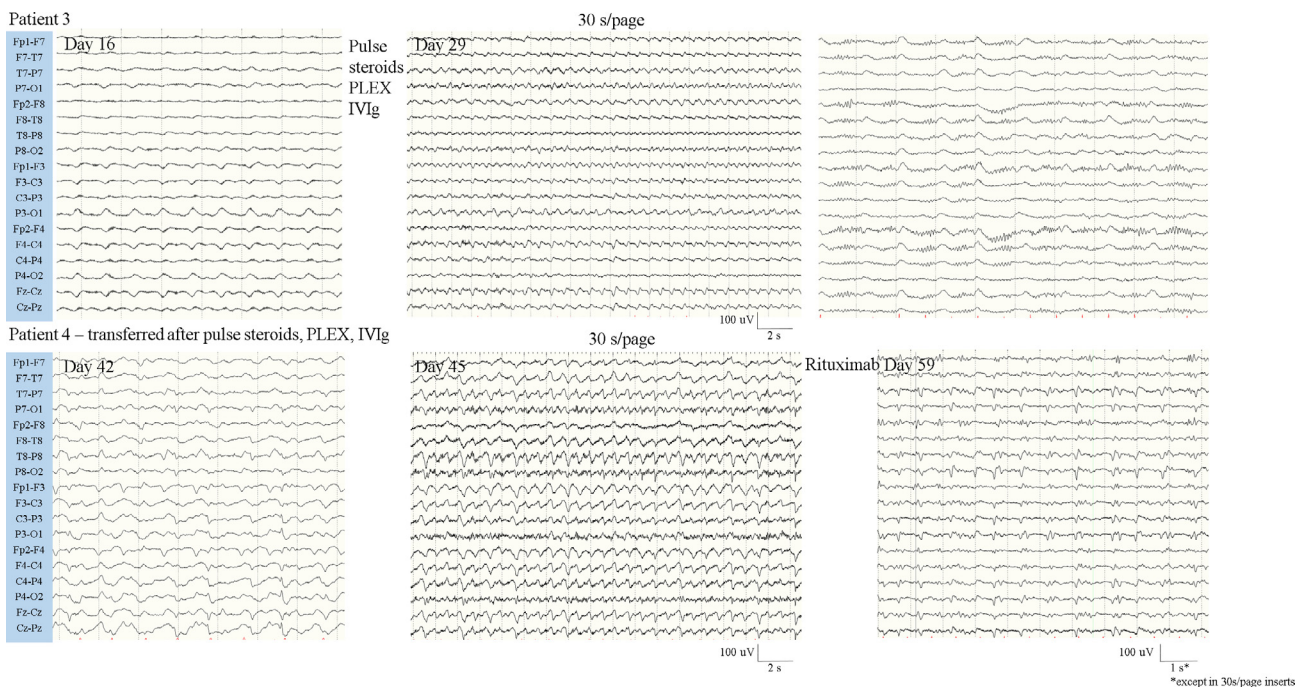 Patient 3
30 s/page
Day 16
Pulse
steroids
PLEX
IVIg
Day 29
Fp1-F7
F7-T7
T7-P7
P7-O1
Fp2-F8
F8-T8
T8-P8
P8-O2
Fp1-F3
F3-C3
C3-P3
P3-O1
Fp2-F4
F4-C4
C4-P4
P4-O2
Fz-Cz
Cz-Pz
100 uV
2 s
Patient 4 – transferred after pulse steroids, PLEX, IVIg
30 s/page
Day 42
Day 45
Rituximab
Day 59
Fp1-F7
F7-T7
T7-P7
P7-O1
Fp2-F8
F8-T8
T8-P8
P8-O2
Fp1-F3
F3-C3
C3-P3
P3-O1
Fp2-F4
F4-C4
C4-P4
P4-O2
Fz-Cz
Cz-Pz
100 uV
2 s
100 uV
1 s*
*except in 30s/page inserts